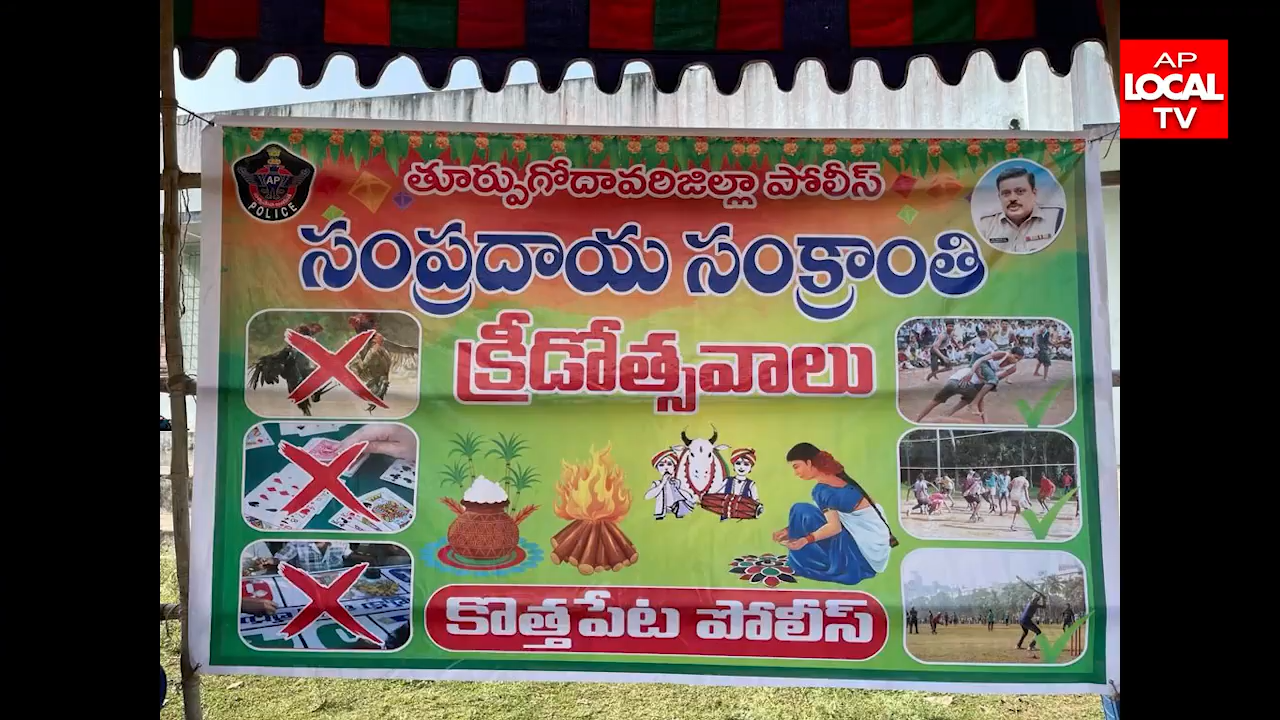 AP
LOCAL
TV
తూర్పుగోదావరిజిల్లా పోలీస్
AP
POLICE
సంప్రదాయ సంక్రాంతి
క్రీడోత్సవాలు
కొత్తపేట పోలీస్